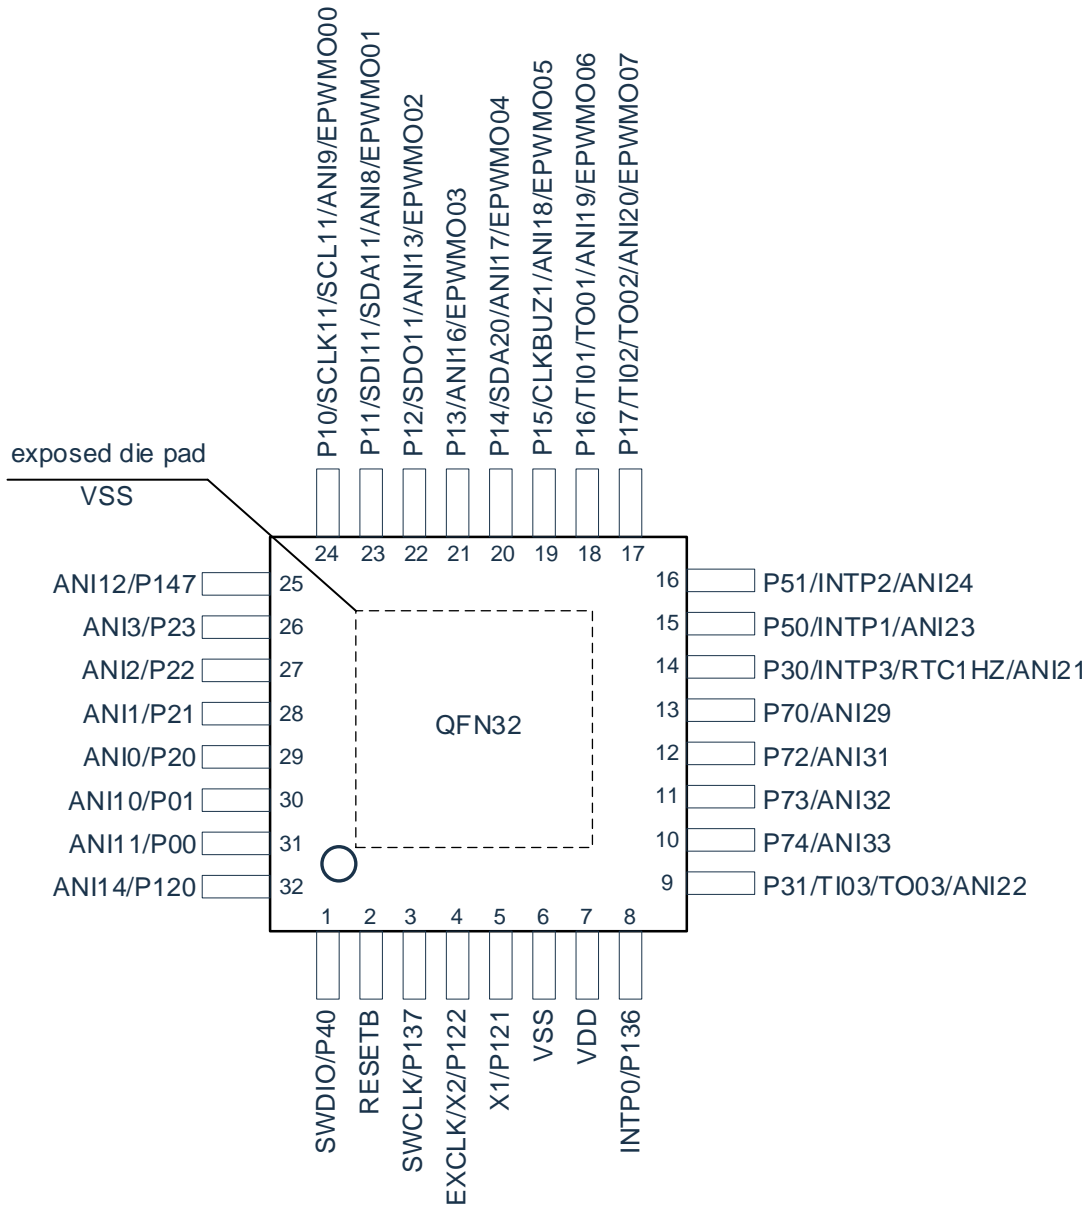 P10/SCLK11/SCL11/ANI9/EPWMO00
P11/SDI11/SDA11/ANI8/EPWMO01
P12/SDO11/ANI13/EPWMO02
P13/ANI16/EPWMO03
P14/SDA20/ANI17/EPWMO04
P15/CLKBUZ1/ANI18/EPWMO05
P16/TI01/TO01/ANI19/EPWMO06
P17/TI02/TO02/ANI20/EPWMO07
exposed die pad
VSS
24 23 22 21 20 19 18 17
ANI12/P147 25
ANI3/P23 26
ANI2/P22 27
ANI1/P21 28
ANI0/P20 29
ANI10/P01 30
ANI11/P00 31
ANI14/P120 32
QFN32
16 P51/INTP2/ANI24
15 P50/INTP1/ANI23
14 P30/INTP3/RTC1HZ/ANI21
13 P70/ANI29
12 P72/ANI31
11 P73/ANI32
10 P74/ANI33
9 P31/TI03/TO03/ANI22
1 2 3 4 5 6 7 8
SWDIO/P40
RESETB
SWCLK/P137
EXCLK/X2/P122
X1/P121
VSS
VDD
INTP0/P136